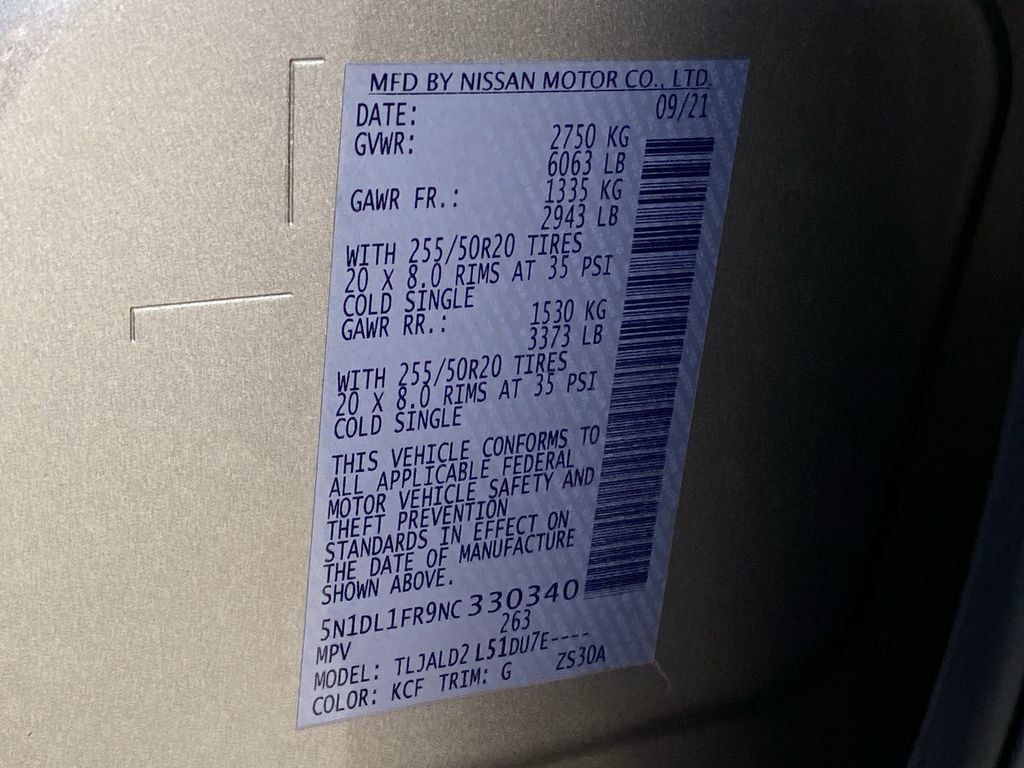 MFD BY NISSAN MOTOR CO., LTD.
DATE: 09/21
GVWR: 2750 KG
6063 LB
GAWR FR.: 1335 KG
2943 LB
WITH 255/50R20 TIRES
20 X 8.0 RIMS AT 35 PSI
COLD SINGLE
GAWR RR.: 1530 KG
3373 LB
WITH 255/50R20 TIRES
20 X 8.0 RIMS AT 35 PSI
COLD SINGLE
THIS VEHICLE CONFORMS TO
ALL APPLICABLE FEDERAL
MOTOR VEHICLE SAFETY AND
THEFT PREVENTION
STANDARDS IN EFFECT ON
THE DATE OF MANUFACTURE
SHOWN ABOVE.
5N1DL1FR9NC330340
MPV 263
MODEL: TLJALD2 L51DU7E----
COLOR: KCF TRIM: G ZS30A